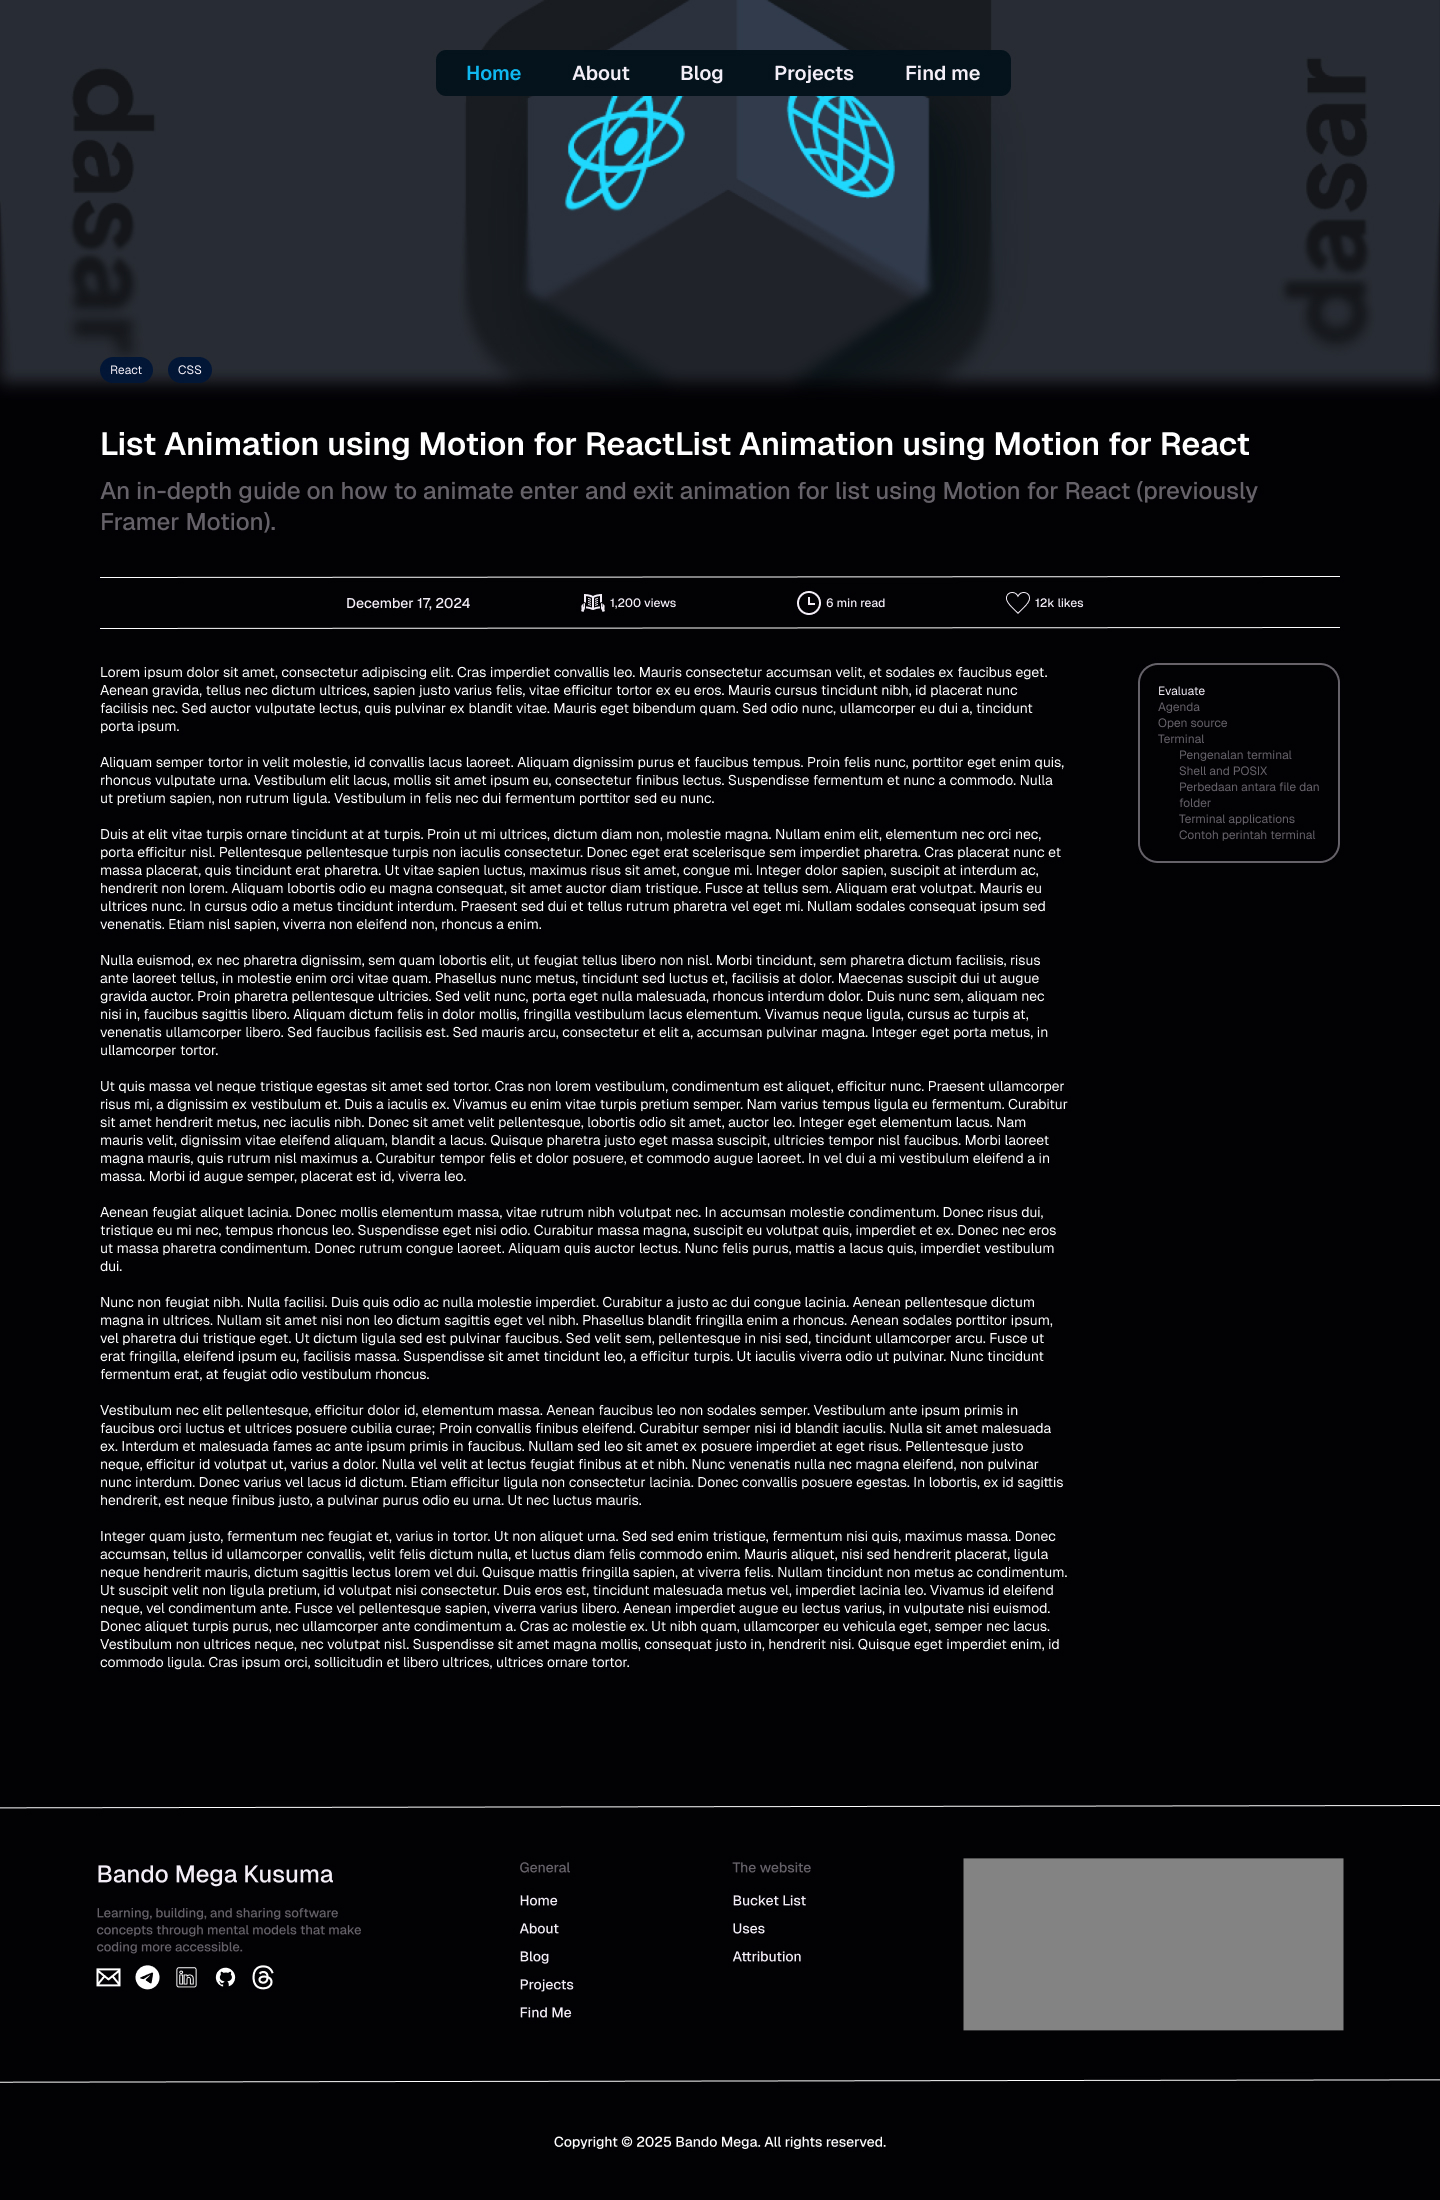 Home About Blog Projects Find me
dasar
dasar
React CSS
List Animation using Motion for ReactList Animation using Motion for React
An in-depth guide on how to animate enter and exit animation for list using Motion for React (previously
Framer Motion).
December 17, 2024 1,200 views 6 min read 12k likes
Lorem ipsum dolor sit amet, consectetur adipiscing elit. Cras imperdiet convallis leo. Mauris consectetur accumsan velit, et sodales ex faucibus eget.
Aenean gravida, tellus nec dictum ultrices, sapien justo varius felis, vitae efficitur tortor ex eu eros. Mauris cursus tincidunt nibh, id placerat nunc
facilisis nec. Sed auctor vulputate lectus, quis pulvinar ex blandit vitae. Mauris eget bibendum quam. Sed odio nunc, ullamcorper eu dui a, tincidunt
porta ipsum.
Aliquam semper tortor in velit molestie, id convallis lacus laoreet. Aliquam dignissim purus et faucibus tempus. Proin felis nunc, porttitor eget enim quis,
rhoncus vulputate urna. Vestibulum elit lacus, mollis sit amet ipsum eu, consectetur finibus lectus. Suspendisse fermentum et nunc a commodo. Nulla
ut pretium sapien, non rutrum ligula. Vestibulum in felis nec dui fermentum porttitor sed eu nunc.
Duis at elit vitae turpis ornare tincidunt at at turpis. Proin ut mi ultrices, dictum diam non, molestie magna. Nullam enim elit, elementum nec orci nec,
porta efficitur nisl. Pellentesque pellentesque turpis non iaculis consectetur. Donec eget erat scelerisque sem imperdiet pharetra. Cras placerat nunc et
massa placerat, quis tincidunt erat pharetra. Ut vitae sapien luctus, maximus risus sit amet, congue mi. Integer dolor sapien, suscipit at interdum ac,
hendrerit non lorem. Aliquam lobortis odio eu magna consequat, sit amet auctor diam tristique. Fusce at tellus sem. Aliquam erat volutpat. Mauris eu
ultrices nunc. In cursus odio a metus tincidunt interdum. Praesent sed dui et tellus rutrum pharetra vel eget mi. Nullam sodales consequat ipsum sed
venenatis. Etiam nisl sapien, viverra non eleifend non, rhoncus a enim.
Nulla euismod, ex nec pharetra dignissim, sem quam lobortis elit, ut feugiat tellus libero non nisl. Morbi tincidunt, sem pharetra dictum facilisis, risus
ante laoreet tellus, in molestie enim orci vitae quam. Phasellus nunc metus, tincidunt sed luctus et, facilisis at dolor. Maecenas suscipit dui ut augue
gravida auctor. Proin pharetra pellentesque ultricies. Sed velit nunc, porta eget nulla malesuada, rhoncus interdum dolor. Duis nunc sem, aliquam nec
nisi in, faucibus sagittis libero. Aliquam dictum felis in dolor mollis, fringilla vestibulum lacus elementum. Vivamus neque ligula, cursus ac turpis at,
venenatis ullamcorper libero. Sed faucibus facilisis est. Sed mauris arcu, consectetur et elit a, accumsan pulvinar magna. Integer eget porta metus, in
ullamcorper tortor.
Ut quis massa vel neque tristique egestas sit amet sed tortor. Cras non lorem vestibulum, condimentum est aliquet, efficitur nunc. Praesent ullamcorper
risus mi, a dignissim ex vestibulum et. Duis a iaculis ex. Vivamus eu enim vitae turpis pretium semper. Nam varius tempus ligula eu fermentum. Curabitur
sit amet hendrerit metus, nec iaculis nibh. Donec sit amet velit pellentesque, lobortis odio sit amet, auctor leo. Integer eget elementum lacus. Nam
mauris velit, dignissim vitae eleifend aliquam, blandit a lacus. Quisque pharetra justo eget massa suscipit, ultricies tempor nisl faucibus. Morbi laoreet
magna mauris, quis rutrum nisl maximus a. Curabitur tempor felis et dolor posuere, et commodo augue laoreet. In vel dui a mi vestibulum eleifend a in
massa. Morbi id augue semper, placerat est id, viverra leo.
Aenean feugiat aliquet lacinia. Donec mollis elementum massa, vitae rutrum nibh volutpat nec. In accumsan molestie condimentum. Donec risus dui,
tristique eu mi nec, tempus rhoncus leo. Suspendisse eget nisi odio. Curabitur massa magna, suscipit eu volutpat quis, imperdiet et ex. Donec nec eros
ut massa pharetra condimentum. Donec rutrum congue laoreet. Aliquam quis auctor lectus. Nunc felis purus, mattis a lacus quis, imperdiet vestibulum
dui.
Nunc non feugiat nibh. Nulla facilisi. Duis quis odio ac nulla molestie imperdiet. Curabitur a justo ac dui congue lacinia. Aenean pellentesque dictum
magna in ultrices. Nullam sit amet nisi non leo dictum sagittis eget vel nibh. Phasellus blandit fringilla enim a rhoncus. Aenean sodales porttitor ipsum,
vel pharetra dui tristique eget. Ut dictum ligula sed est pulvinar faucibus. Sed velit sem, pellentesque in nisi sed, tincidunt ullamcorper arcu. Fusce ut
erat fringilla, eleifend ipsum eu, facilisis massa. Suspendisse sit amet tincidunt leo, a efficitur turpis. Ut iaculis viverra odio ut pulvinar. Nunc tincidunt
fermentum erat, at feugiat odio vestibulum rhoncus.
Vestibulum nec elit pellentesque, efficitur dolor id, elementum massa. Aenean faucibus leo non sodales semper. Vestibulum ante ipsum primis in
faucibus orci luctus et ultrices posuere cubilia curae; Proin convallis finibus eleifend. Curabitur semper nisi id blandit iaculis. Nulla sit amet malesuada
ex. Interdum et malesuada fames ac ante ipsum primis in faucibus. Nullam sed leo sit amet ex posuere imperdiet at eget risus. Pellentesque justo
neque, efficitur id volutpat ut, varius a dolor. Nulla vel velit at lectus feugiat finibus at et nibh. Nunc venenatis nulla nec magna eleifend, non pulvinar
nunc interdum. Donec varius vel lacus id dictum. Etiam efficitur ligula non consectetur lacinia. Donec convallis posuere egestas. In lobortis, ex id sagittis
hendrerit, est neque finibus justo, a pulvinar purus odio eu urna. Ut nec luctus mauris.
Integer quam justo, fermentum nec feugiat et, varius in tortor. Ut non aliquet urna. Sed sed enim tristique, fermentum nisi quis, maximus massa. Donec
accumsan, tellus id ullamcorper convallis, velit felis dictum nulla, et luctus diam felis commodo enim. Mauris aliquet, nisi sed hendrerit placerat, ligula
neque hendrerit mauris, dictum sagittis lectus lorem vel dui. Quisque mattis fringilla sapien, at viverra felis. Nullam tincidunt non metus ac condimentum.
Ut suscipit velit non ligula pretium, id volutpat nisi consectetur. Duis eros est, tincidunt malesuada metus vel, imperdiet lacinia leo. Vivamus id eleifend
neque, vel condimentum ante. Fusce vel pellentesque sapien, viverra varius libero. Aenean imperdiet augue eu lectus varius, in vulputate nisi euismod.
Donec aliquet turpis purus, nec ullamcorper ante condimentum a. Cras ac molestie ex. Ut nibh quam, ullamcorper eu vehicula eget, semper nec lacus.
Vestibulum non ultrices neque, nec volutpat nisl. Suspendisse sit amet magna mollis, consequat justo in, hendrerit nisi. Quisque eget imperdiet enim, id
commodo ligula. Cras ipsum orci, sollicitudin et libero ultrices, ultrices ornare tortor.
Evaluate
Agenda
Open source
Terminal
Pengenalan terminal
Shell and POSIX
Perbedaan antara file dan
folder
Terminal applications
Contoh perintah terminal
Bando Mega Kusuma
Learning, building, and sharing software
concepts through mental models that make
coding more accessible.
General
Home
About
Blog
Projects
Find Me
The website
Bucket List
Uses
Attribution
Copyright © 2025 Bando Mega. All rights reserved.